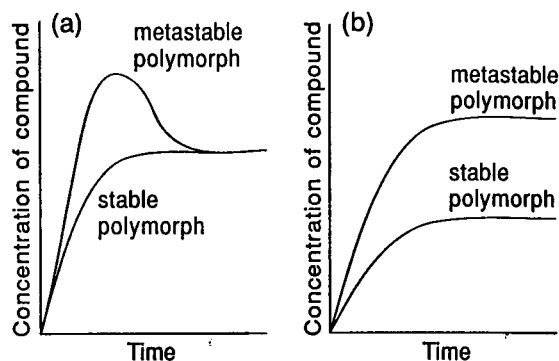 (a)
metastable
polymorph
stable
polymorph
Concentration of compound
Time
(b)
metastable
polymorph
stable
polymorph
Concentration of compound
Time